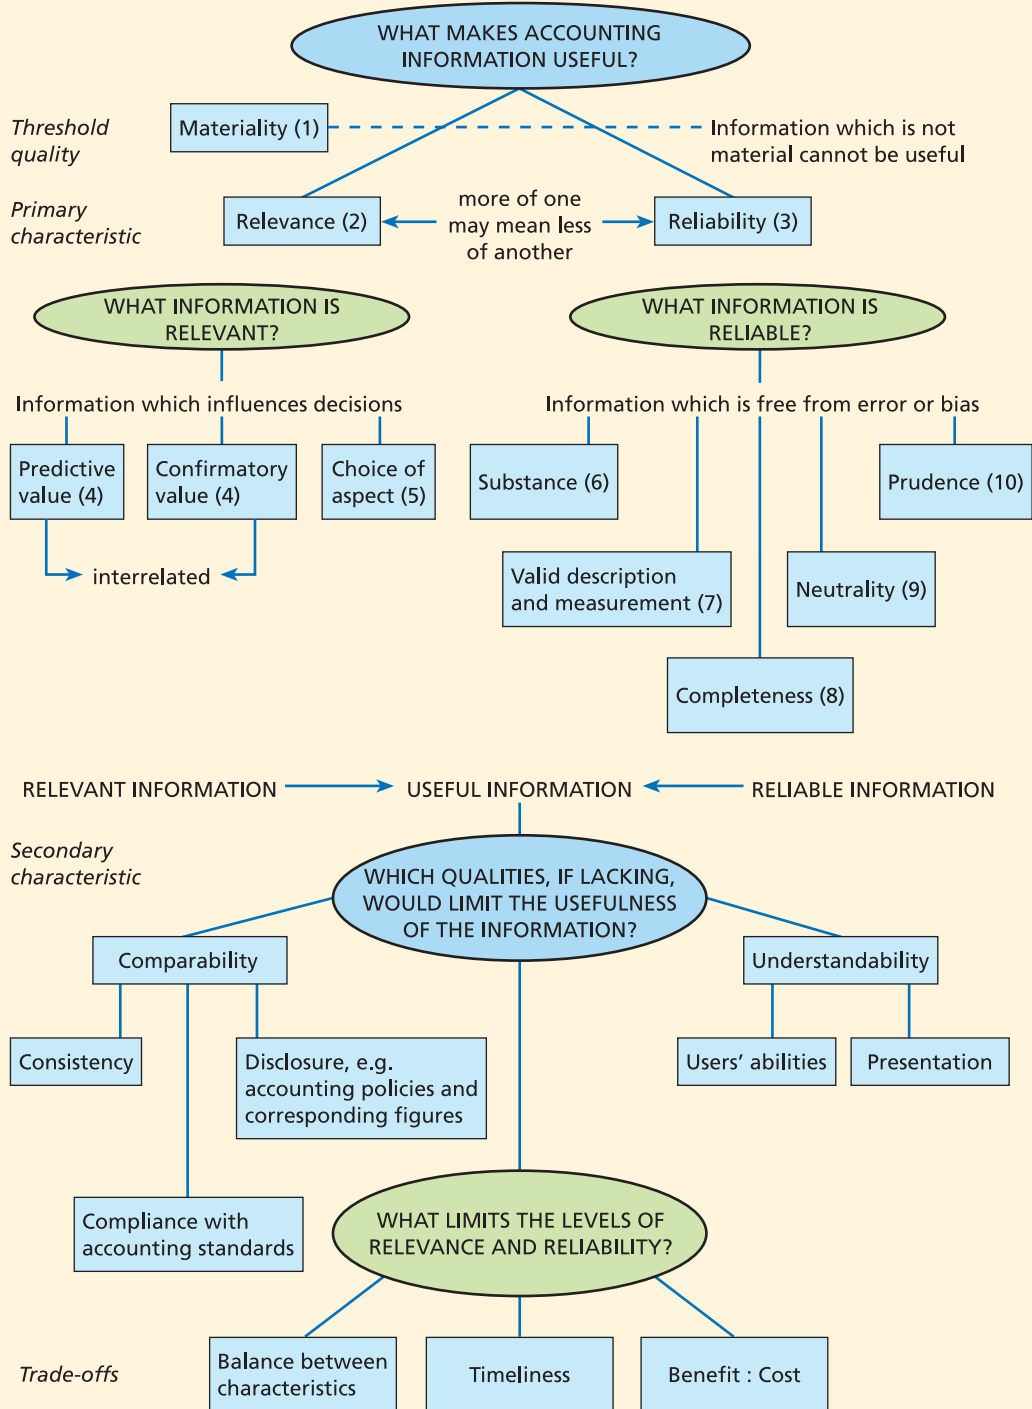 WHAT MAKES ACCOUNTING
INFORMATION USEFUL?
Threshold
quality
Materiality (1)
Information which is not
material cannot be useful
Primary
characteristic
Relevance (2)
more of one
may mean less
of another
Reliability (3)
WHAT INFORMATION IS
RELEVANT?
WHAT INFORMATION IS
RELIABLE?
Information which influences decisions
Information which is free from error or bias
Predictive
value (4)
Confirmatory
value (4)
Choice of
aspect (5)
Substance (6)
Prudence (10)
interrelated
Valid description
and measurement (7)
Neutrality (9)
Completeness (8)
RELEVANT INFORMATION
USEFUL INFORMATION
RELIABLE INFORMATION
Secondary
characteristic
WHICH QUALITIES, IF LACKING,
WOULD LIMIT THE USEFULNESS
OF THE INFORMATION?
Comparability
Understandability
Consistency
Disclosure, e.g.
accounting policies and
corresponding figures
Users’ abilities
Presentation
Compliance with
accounting standards
WHAT LIMITS THE LEVELS OF
RELEVANCE AND RELIABILITY?
Trade-offs
Balance between
characteristics
Timeliness
Benefit : Cost